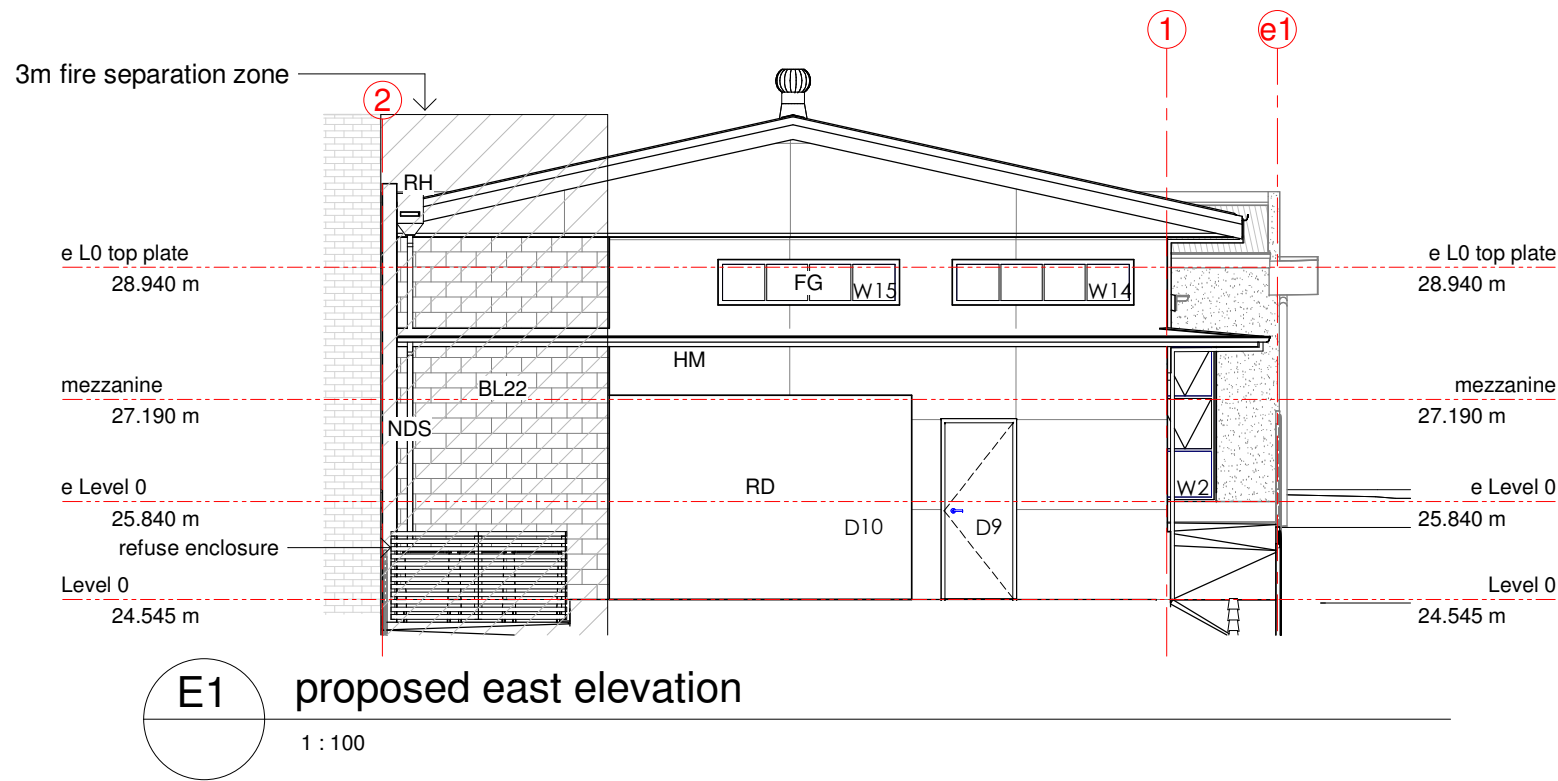 1
e1
3m fire separation zone
2
RH
e L0 top plate
28.940 m
FG
W15
W14
e L0 top plate
28.940 m
HM
mezzanine
27.190 m
BL22
mezzanine
27.190 m
NDS
e Level 0
25.840 m
RD
W2
e Level 0
25.840 m
D10
D9
refuse enclosure
Level 0
24.545 m
Level 0
24.545 m
E1
proposed east elevation
1 : 100